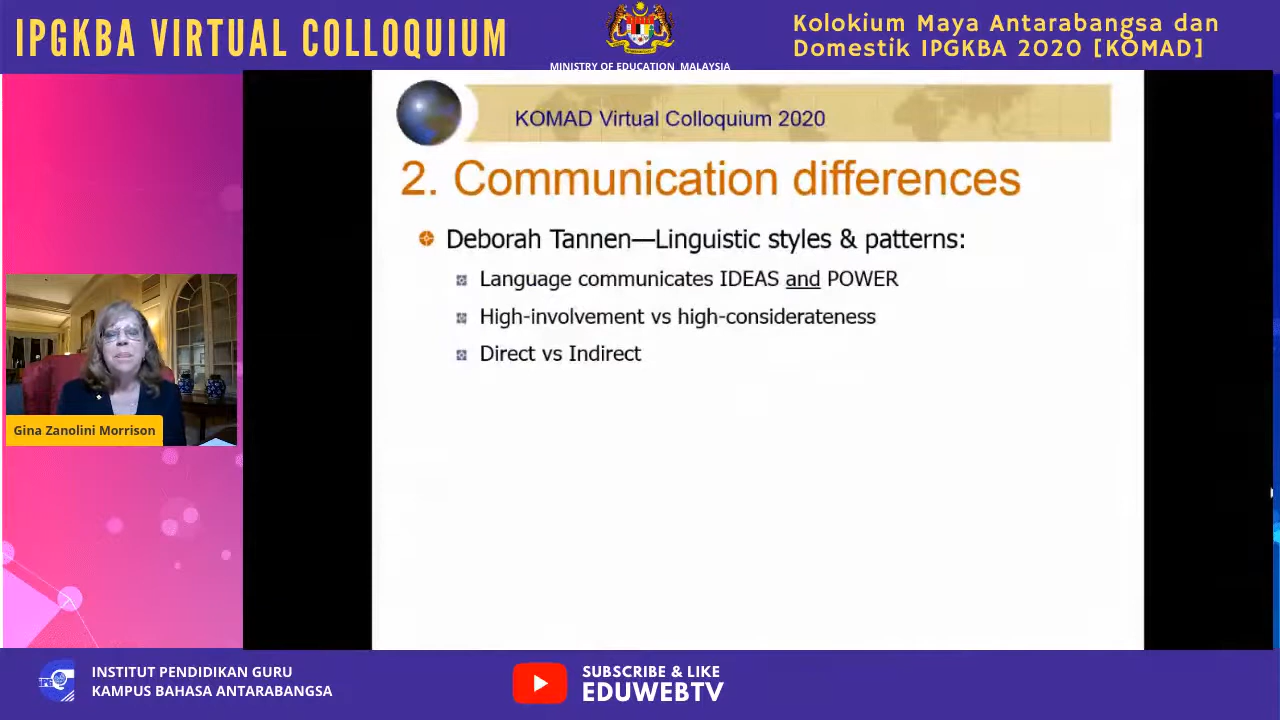 IPGKBA VIRTUAL COLLOQUIUM
MINISTRY OF EDUCATION MALAYSIA
Kolokium Maya Antarabangsa dan
Domestik IPGKBA 2020 [KOMAD]
KOMAD Virtual Colloquium 2020
2. Communication differences
Deborah Tannen—Linguistic styles & patterns:
Language communicates IDEAS and POWER
High-involvement vs high-considerateness
Direct vs Indirect
Gina Zanolini Morrison
INSTITUT PENDIDIKAN GURU
KAMPUS BAHASA ANTARABANGSA
SUBSCRIBE & LIKE
EDUWEBTV